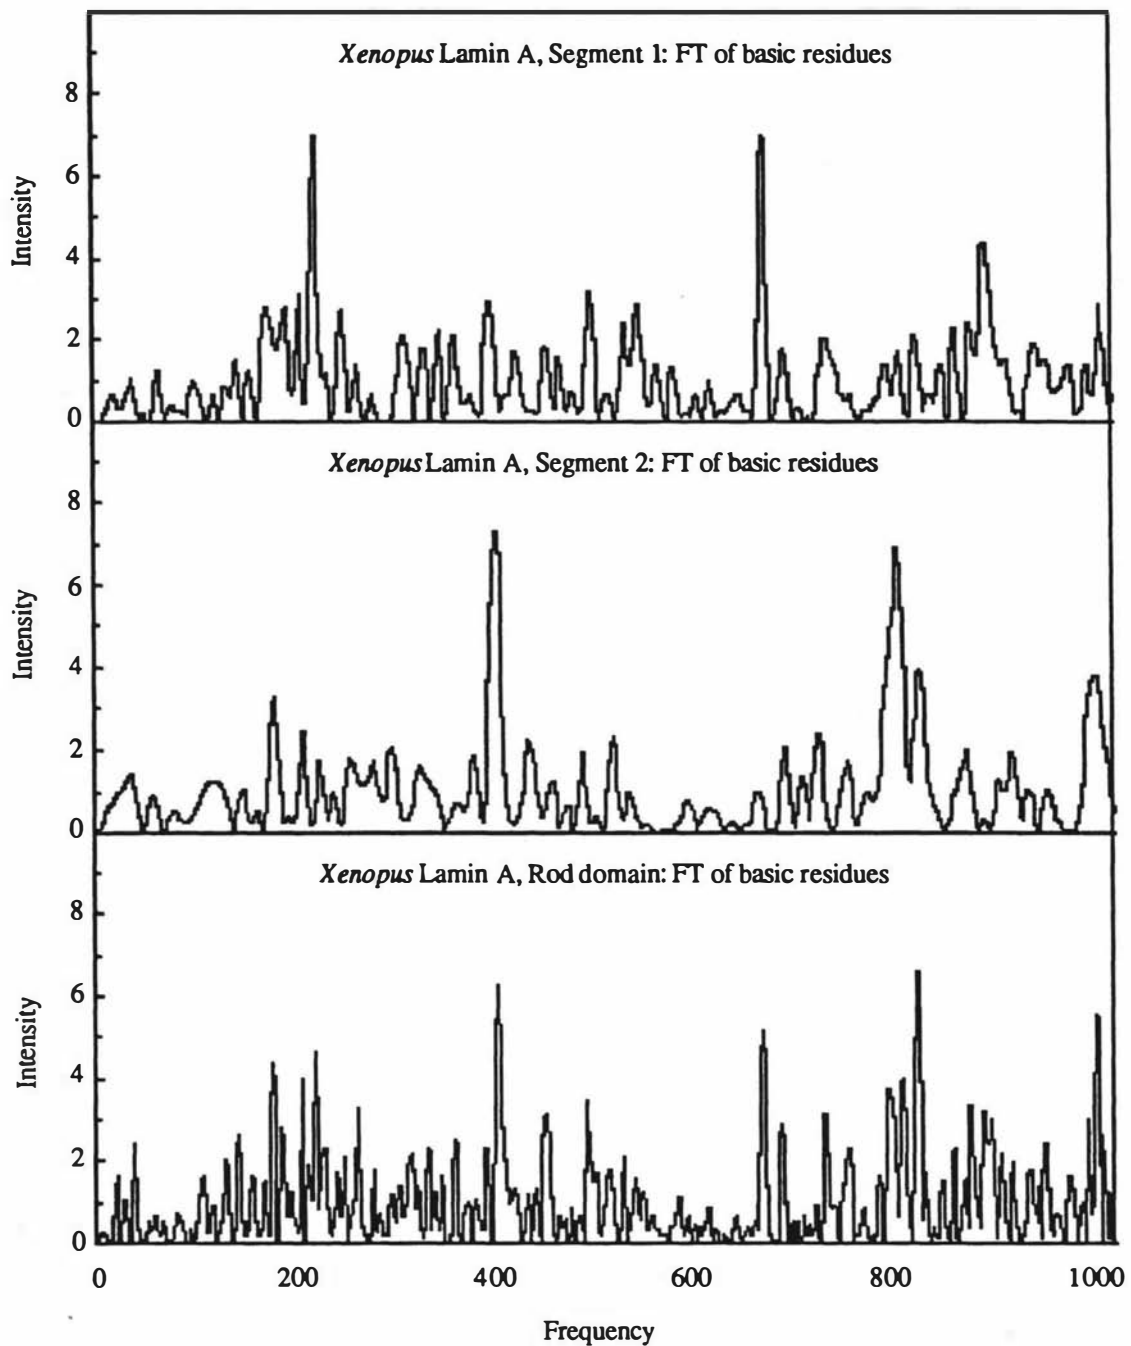 Xenopus Lamin A, Segment 1: FT of basic residues
8
6
4
2
0
Intensity
Xenopus Lamin A, Segment 2: FT of basic residues
8
6
4
2
0
Intensity
Xenopus Lamin A, Rod domain: FT of basic residues
8
6
4
2
0
Intensity
0 200 400 600 800 1000
Frequency